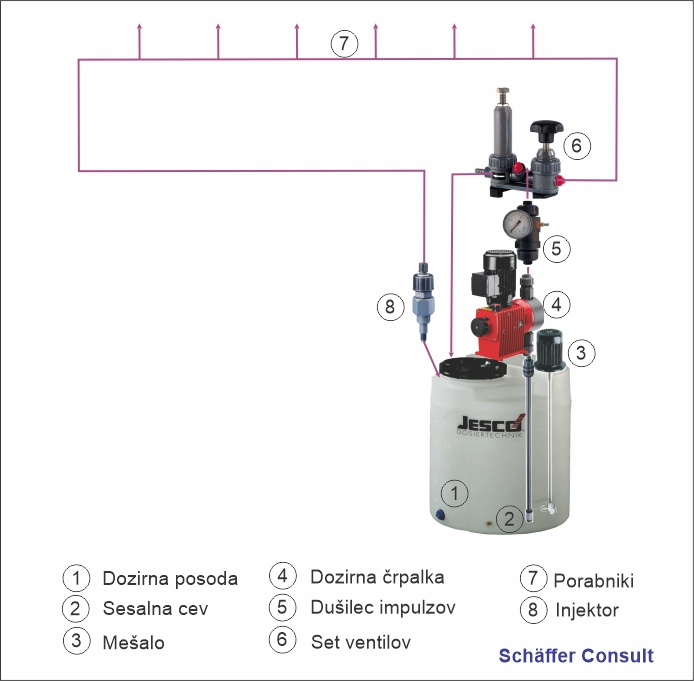 7
6
5
8
4
3
JESCO
DOSIERTECHNIK
1
2
1 Dozirna posoda
2 Sesalna cev
3 Mešalo
4 Dozirna črpalka
5 Dušilec impulzov
6 Set ventilov
7 Porabniki
8 Injektor
Schäffer Consult